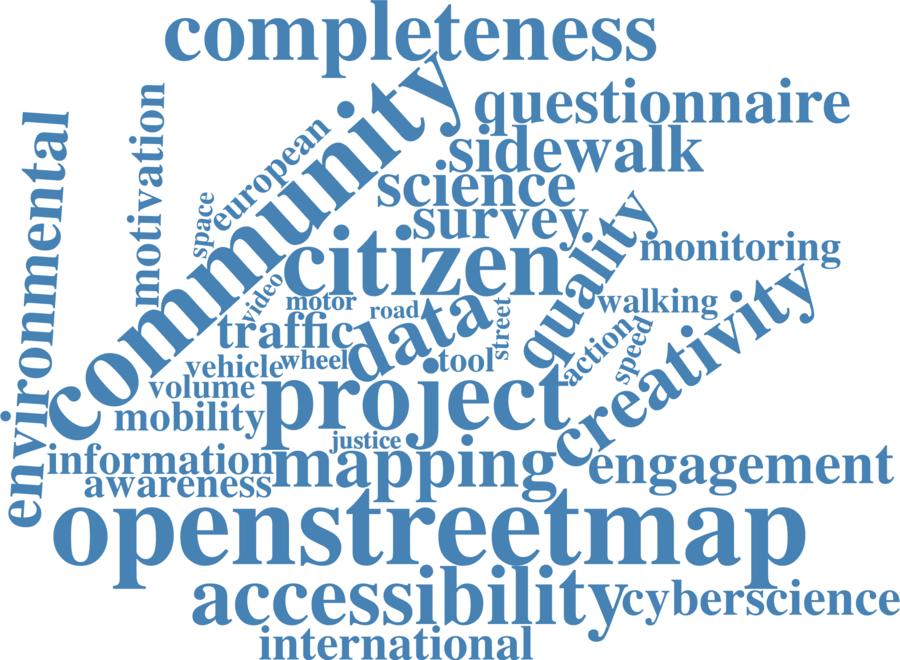 completeness
community
questionnaire
motivation
environmental
european
sidewalk
science
space
survey
quality
citizen
monitoring
video
motor
road
data
street
walking
creativity
traffic
action
speed
vehicle
wheel
tool
volume
project
mobility
justice
information
mapping
engagement
awareness
openstreetmap
accessibility
cyberscience
international